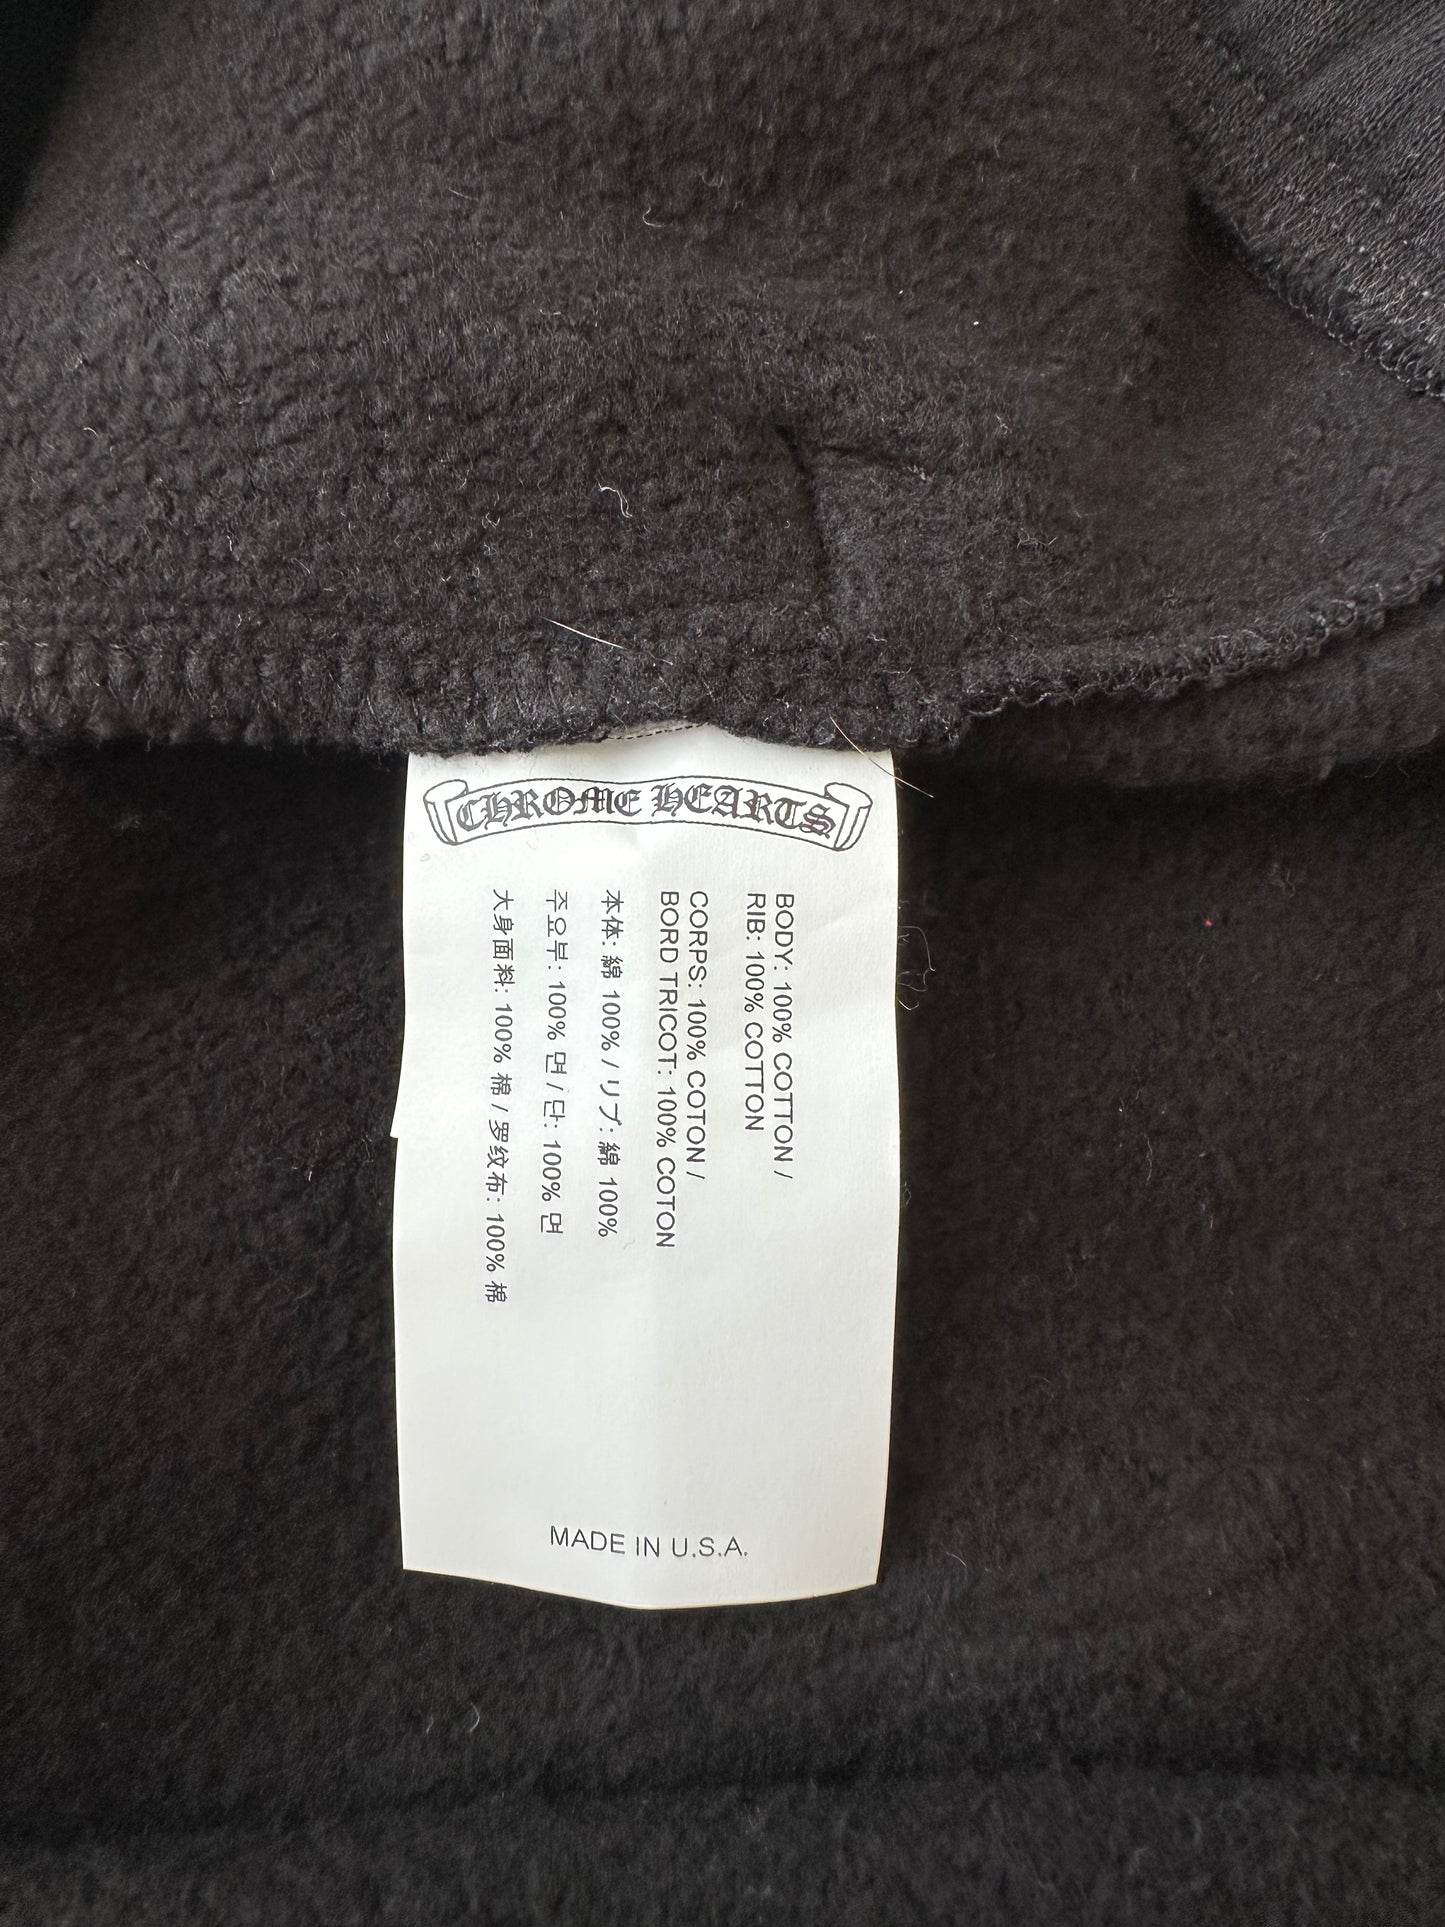 CHROME HEARTS
BODY: 100% COTTON /
RIB: 100% COTTON
CORPS: 100% COTON /
BORD TRICOT: 100% COTON
本体: 綿 100% / リブ: 綿 100%
주요부: 100% 면 / 단: 100% 면
大身面料: 100% 棉 / 罗纹布: 100% 棉
MADE IN U.S.A.